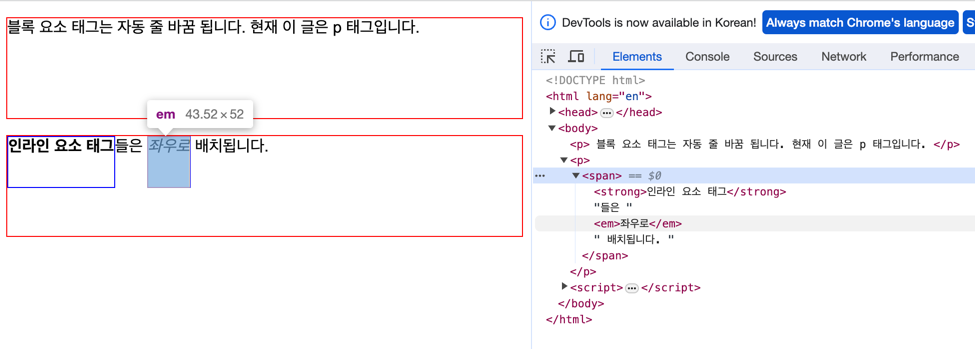 블록 요소 태그는 자동 줄 바꿈 됩니다. 현재 이 글은 p 태그입니다.
em 43.52 × 52
인라인 요소 태그들은 좌우로 배치됩니다.
DevTools is now available in Korean! Always match Chrome's language
Elements Console Sources Network Performance
<!DOCTYPE html>
<html lang="en">
<head> ••• </head>
<body>
<p> 블록 요소 태그는 자동 줄 바꿈 됩니다. 현재 이 글은 p 태그입니다. </p>
<p>
••• <span> == $0
<strong>인라인 요소 태그</strong>
"들은 "
<em>좌우로</em>
" 배치됩니다. "
</span>
</p>
<script> ••• </script>
</body>
</html>